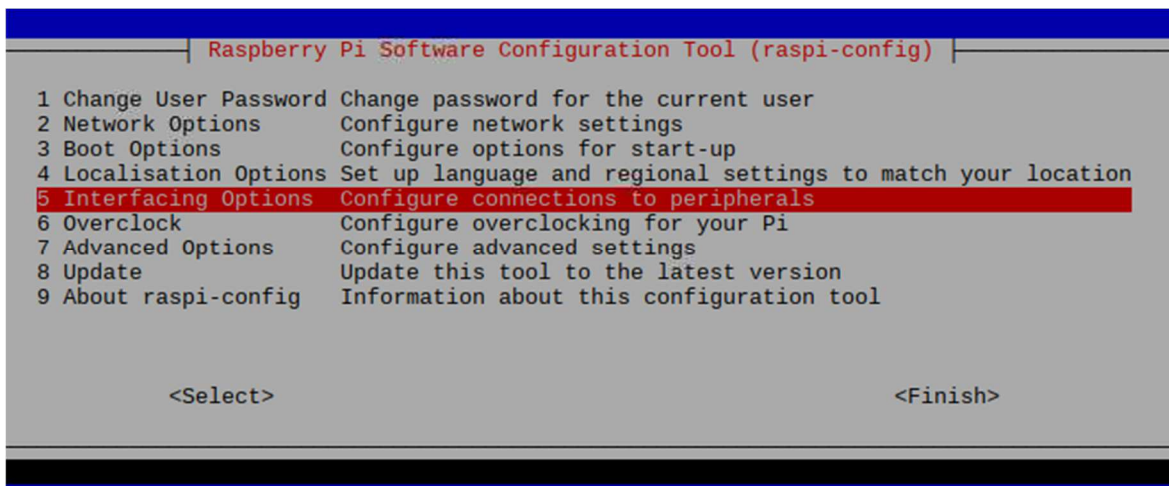 Raspberry Pi Software Configuration Tool (raspi-config)
1 Change User Password Change password for the current user
2 Network Options Configure network settings
3 Boot Options Configure options for start-up
4 Localisation Options Set up language and regional settings to match your location
5 Interfacing Options Configure connections to peripherals
6 Overclock Configure overclocking for your Pi
7 Advanced Options Configure advanced settings
8 Update Update this tool to the latest version
9 About raspi-config Information about this configuration tool
<Select> <Finish>